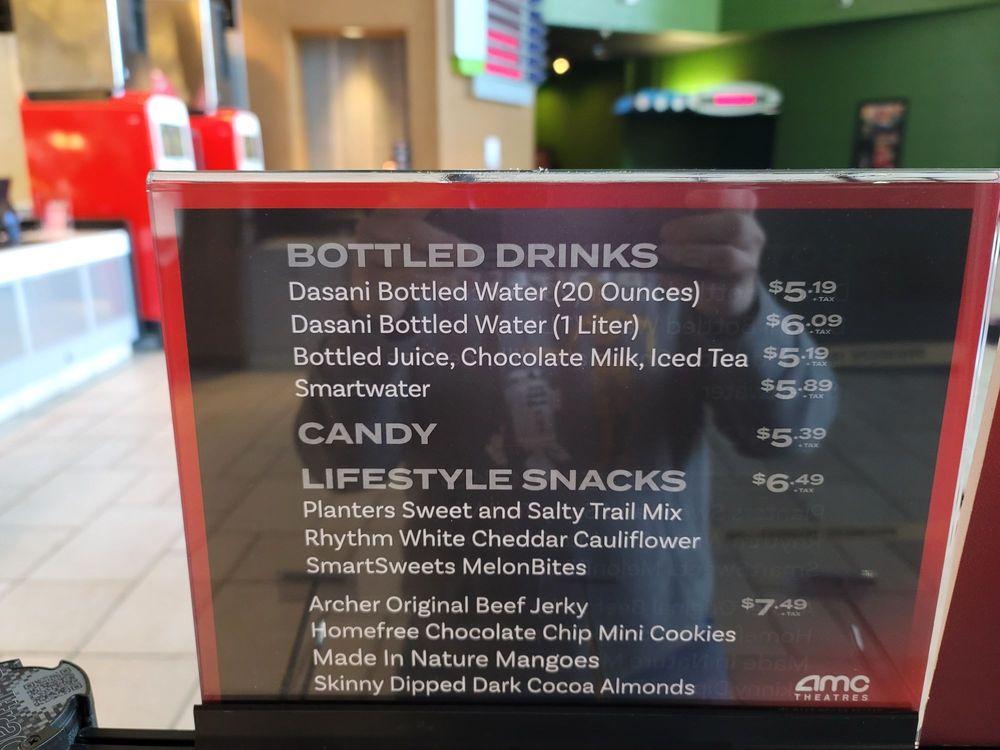 BOTTLED DRINKS
Dasani Bottled Water (20 Ounces) $5.19 +TAX
Dasani Bottled Water (1 Liter) $6.09 +TAX
Bottled Juice, Chocolate Milk, Iced Tea $5.19 +TAX
Smartwater $5.89 +TAX
CANDY $5.39 +TAX
LIFESTYLE SNACKS $6.49 +TAX
Planters Sweet and Salty Trail Mix
Rhythm White Cheddar Cauliflower
SmartSweets MelonBites
Archer Original Beef Jerky $7.49 +TAX
Homefree Chocolate Chip Mini Cookies
Made In Nature Mangoes
Skinny Dipped Dark Cocoa Almonds
amc
THEATRES